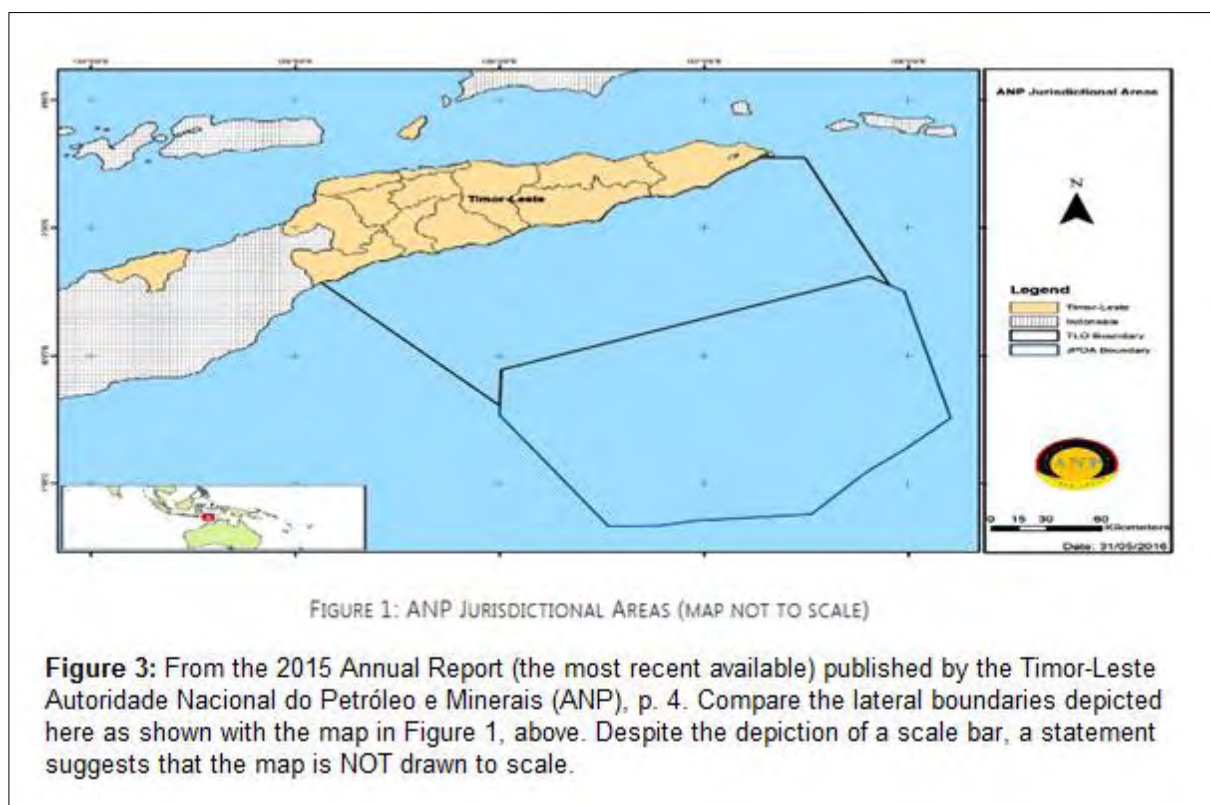 ANP Jurisdictional Areas
N
Timor-Leste
Legend
Timor-Leste
Indonesia
TLO Boundary
JPDA Boundary
ANP
0 15 30 60
Kilometers
Date: 31/05/2016
FIGURE 1: ANP JURISDICTIONAL AREAS (MAP NOT TO SCALE)
Figure 3: From the 2015 Annual Report (the most recent available) published by the Timor-Leste
Autoridade Nacional do Petróleo e Minerais (ANP), p. 4. Compare the lateral boundaries depicted
here as shown with the map in Figure 1, above. Despite the depiction of a scale bar, a statement
suggests that the map is NOT drawn to scale.